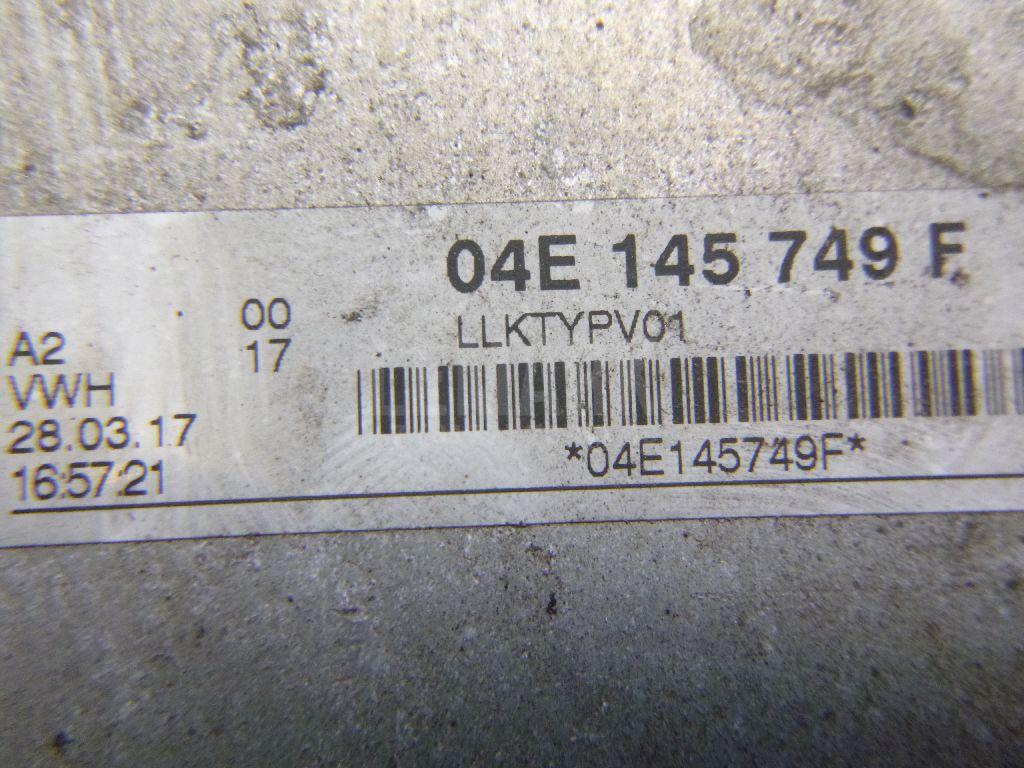 04E 145 749 F
00
17
LLKTYPV01
A2
VWH
28.03.17
16:57:21
*04E145749F*